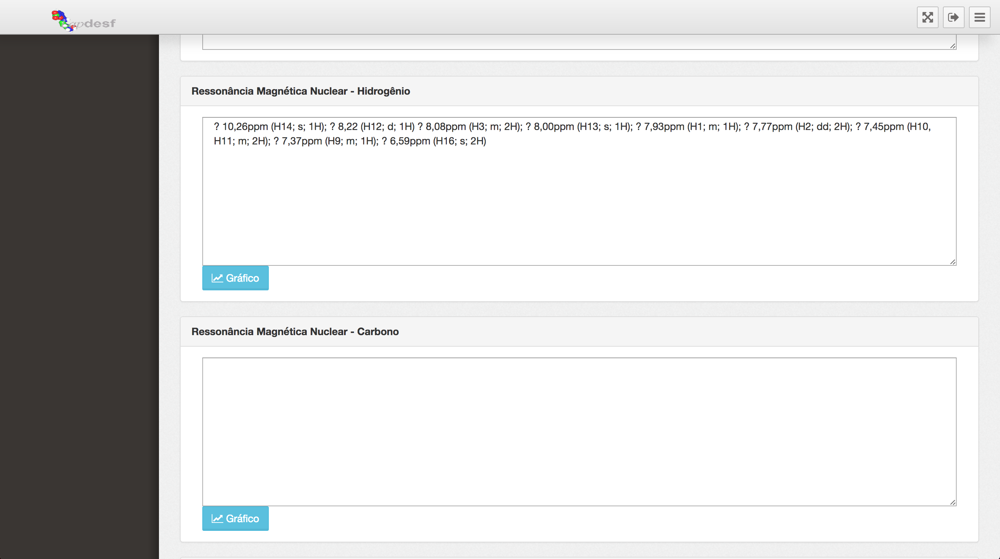 Lapdesf
Ressonância Magnética Nuclear - Hidrogênio
? 10,26ppm (H14; s; 1H); ? 8,22 (H12; d; 1H) ? 8,08ppm (H3; m; 2H); ? 8,00ppm (H13; s; 1H); ? 7,93ppm (H1; m; 1H); ? 7,77ppm (H2; dd; 2H); ? 7,45ppm (H10,
H11; m; 2H); ? 7,37ppm (H9; m; 1H); ? 6,59ppm (H16; s; 2H)
Gráfico
Ressonância Magnética Nuclear - Carbono
Gráfico